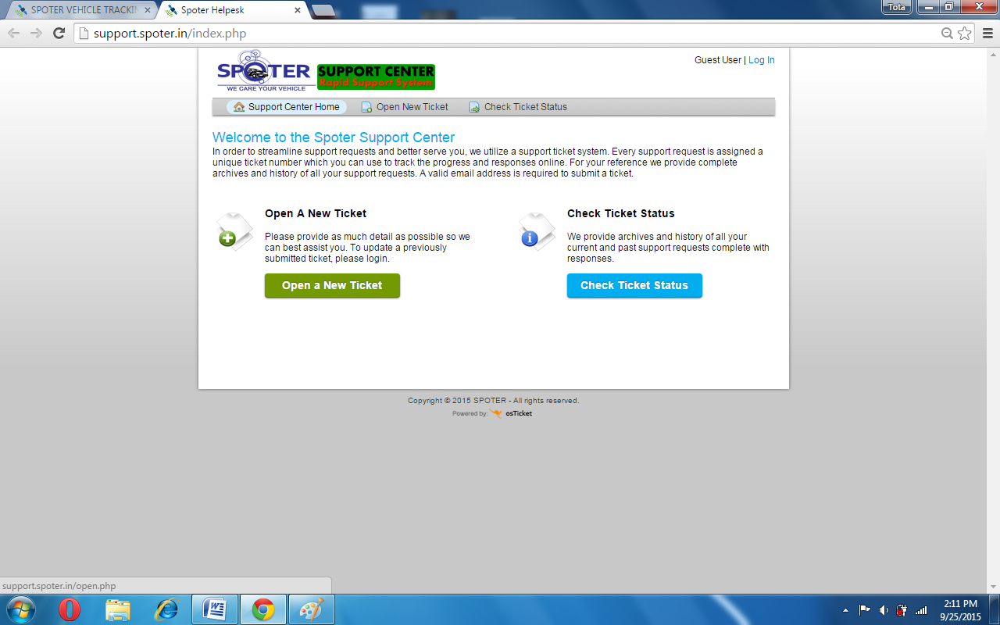 SPOTER VEHICLE TRACKIN
Spoter Helpesk
Tota
support.spoter.in/index.php
SPOTER
WE CARE YOUR VEHICLE
SUPPORT CENTER
Rapid Support System
Guest User | Log In
Support Center Home
Open New Ticket
Check Ticket Status
Welcome to the Spoter Support Center
In order to streamline support requests and better serve you, we utilize a support ticket system. Every support request is assigned a
unique ticket number which you can use to track the progress and responses online. For your reference we provide complete
archives and history of all your support requests. A valid email address is required to submit a ticket.
Open A New Ticket
Please provide as much detail as possible so we
can best assist you. To update a previously
submitted ticket, please login.
Open a New Ticket
Check Ticket Status
We provide archives and history of all your
current and past support requests complete with
responses.
Check Ticket Status
Copyright © 2015 SPOTER - All rights reserved.
Powered by: osTicket
support.spoter.in/open.php
2:11 PM
9/25/2015